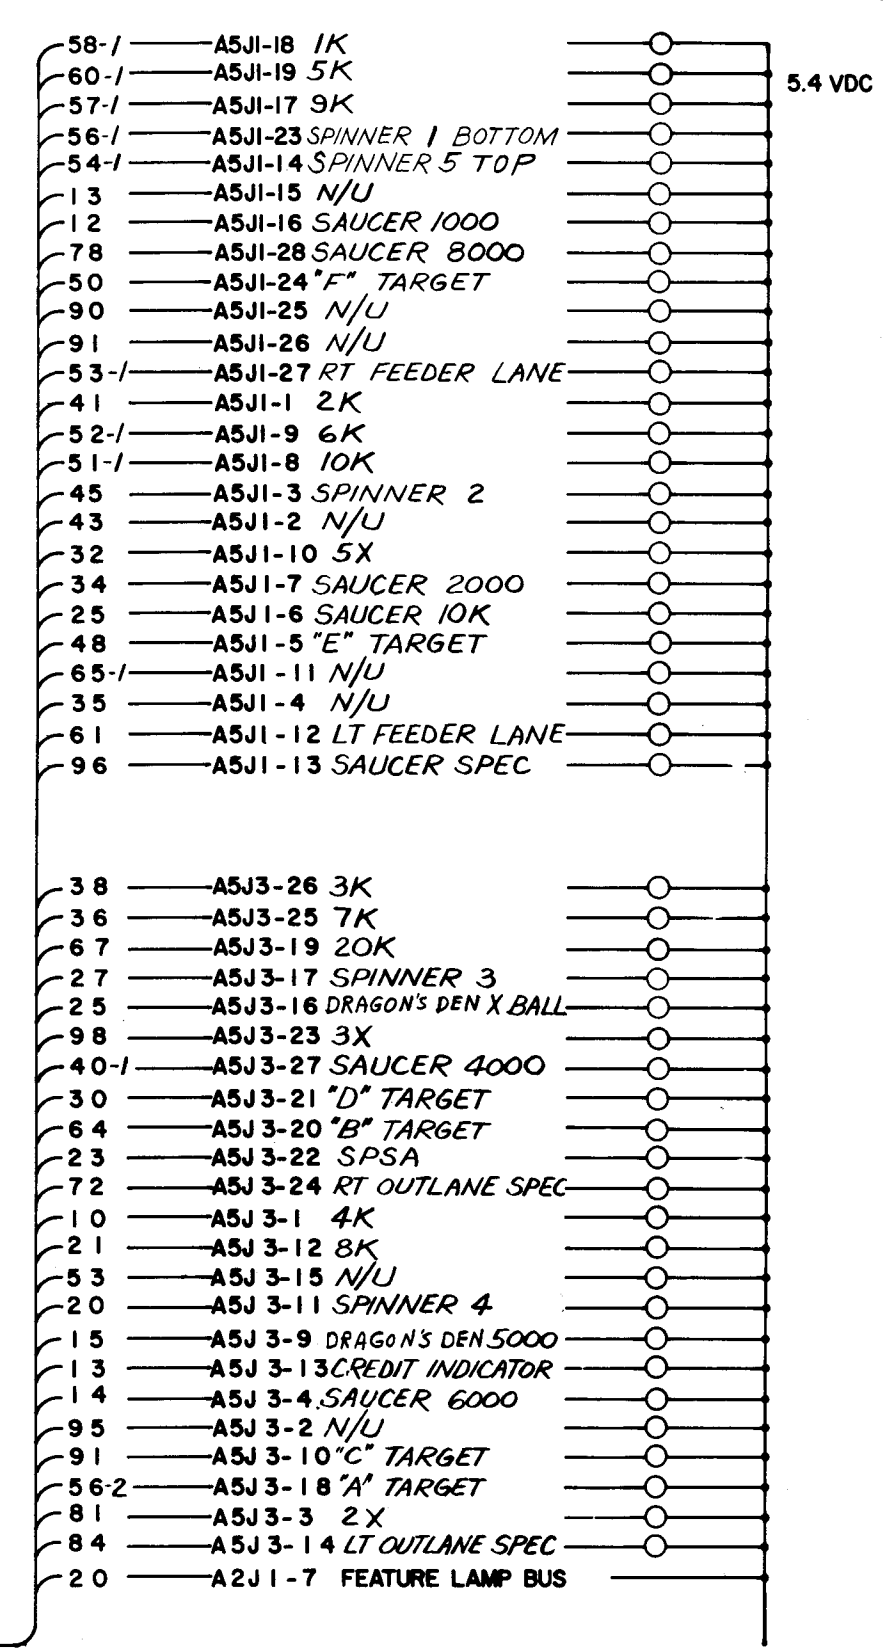 58-1 A5J1-18 1K
60-1 A5J1-19 5K
5.4 VDC
57-1 A5J1-17 9K
56-1 A5J1-23 SPINNER 1 BOTTOM
54-1 A5J1-14 SPINNER 5 TOP
13 A5J1-15 N/U
12 A5J1-16 SAUCER 1000
78 A5J1-28 SAUCER 8000
50 A5J1-24 "F" TARGET
90 A5J1-25 N/U
91 A5J1-26 N/U
53-1 A5J1-27 RT FEEDER LANE
41 A5J1-1 2K
52-1 A5J1-9 6K
51-1 A5J1-8 10K
45 A5J1-3 SPINNER 2
43 A5J1-2 N/U
32 A5J1-10 5X
34 A5J1-7 SAUCER 2000
25 A5J1-6 SAUCER 10K
48 A5J1-5 "E" TARGET
65-1 A5J1-11 N/U
35 A5J1-4 N/U
61 A5J1-12 LT FEEDER LANE
96 A5J1-13 SAUCER SPEC
38 A5J3-26 3K
36 A5J3-25 7K
67 A5J3-19 20K
27 A5J3-17 SPINNER 3
25 A5J3-16 DRAGON'S DEN X BALL
98 A5J3-23 3X
40-1 A5J3-27 SAUCER 4000
30 A5J3-21 "D" TARGET
64 A5J3-20 "B" TARGET
23 A5J3-22 SPSA
72 A5J3-24 RT OUTLANE SPEC
10 A5J3-1 4K
21 A5J3-12 8K
53 A5J3-15 N/U
20 A5J3-11 SPINNER 4
15 A5J3-9 DRAGON'S DEN 5000
13 A5J3-13 CREDIT INDICATOR
14 A5J3-4 SAUCER 6000
95 A5J3-2 N/U
91 A5J3-10 "C" TARGET
56-2 A5J3-18 "A" TARGET
81 A5J3-3 2X
84 A5J3-14 LT OUTLANE SPEC
20 A2J1-7 FEATURE LAMP BUS